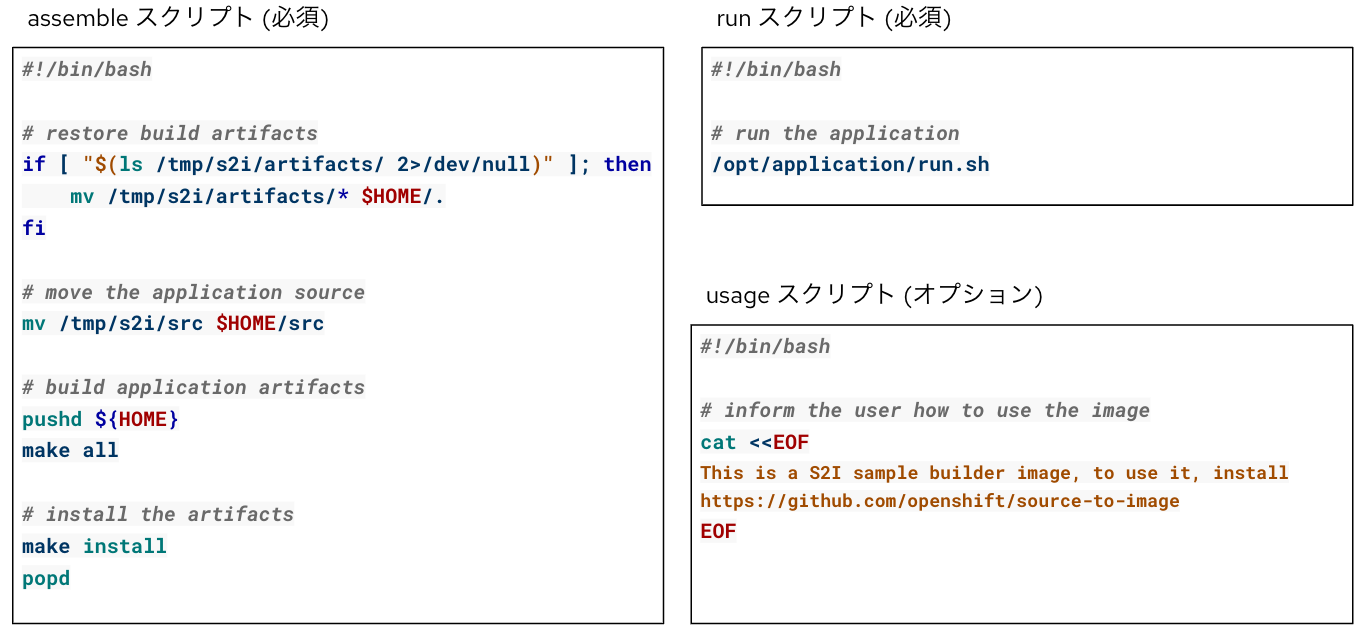 assemble スクリプト (必須)
#!/bin/bash
# restore build artifacts
if [ "$(ls /tmp/s2i/artifacts/ 2>/dev/null)" ]; then
    mv /tmp/s2i/artifacts/* $HOME/.
fi
# move the application source
mv /tmp/s2i/src $HOME/src
# build application artifacts
pushd ${HOME}
make all
# install the artifacts
make install
popd
run スクリプト (必須)
#!/bin/bash
# run the application
/opt/application/run.sh
usage スクリプト (オプション)
#!/bin/bash
# inform the user how to use the image
cat <<EOF
This is a S2I sample builder image, to use it, install
https://github.com/openshift/source-to-image
EOF